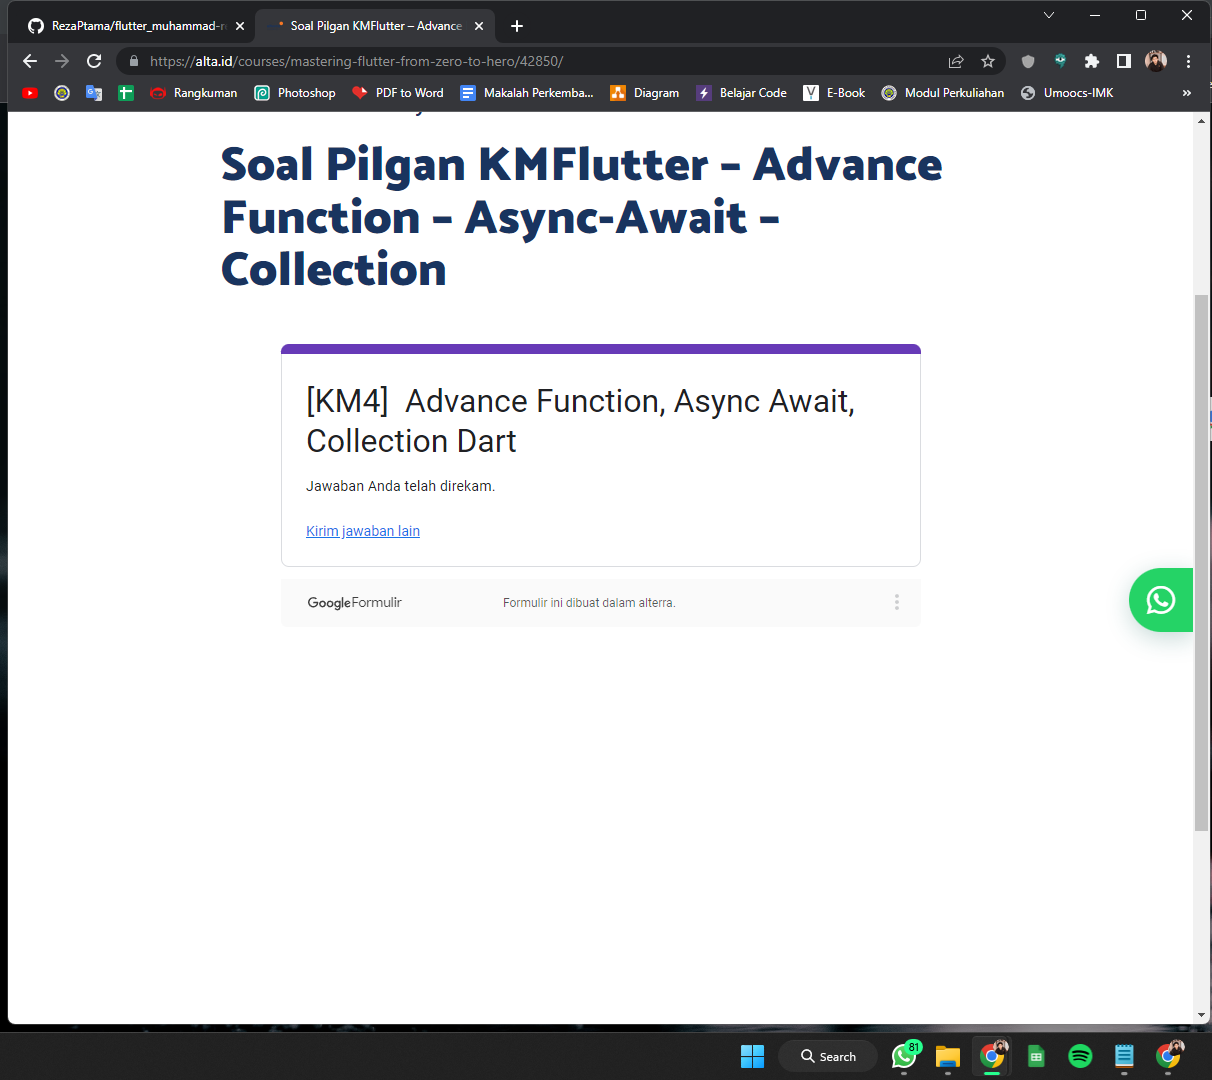 RezaPtama/flutter_muhammad-r
Soal Pilgan KMFlutter – Advance
https://alta.id/courses/mastering-flutter-from-zero-to-hero/42850/
Rangkuman
Photoshop
PDF to Word
Makalah Perkemba...
Diagram
Belajar Code
E-Book
Modul Perkuliahan
Umoocs-IMK
»
Soal Pilgan KMFlutter – Advance
Function – Async-Await –
Collection
[KM4] Advance Function, Async Await,
Collection Dart
Jawaban Anda telah direkam.
Kirim jawaban lain
Google Formulir
Formulir ini dibuat dalam alterra.
Search
81